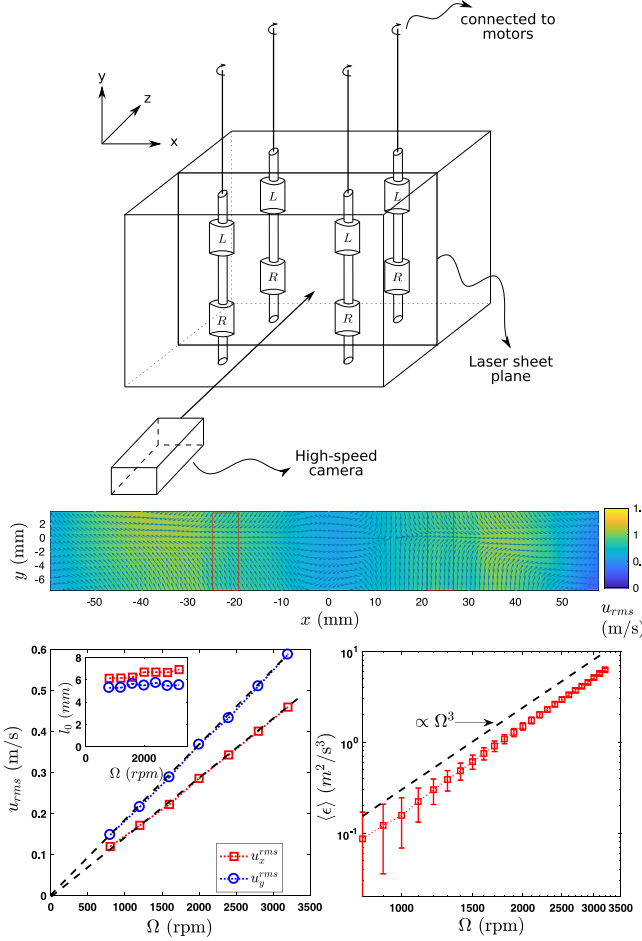 connected to
motors
y
z
x
L
L
L
L
R
R
R
R
Laser sheet
plane
High-speed
camera
y (mm)
2
0
-2
-4
-6
-50 -40 -30 -20 -10 0 10 20 30 40 50
x (mm)
1.
0.
0
u_rms
(m/s)
u_rms (m/s)
0.6
0.5
0.4
0.3
0.2
0.1
0
0 500 1000 1500 2000 2500 3000 3500
Ω (rpm)
l_0 (mm)
8
6
4
2
0
0 2000
Ω (rpm)
u_x^rms
u_y^rms
⟨ϵ⟩ (m^2/s^3)
10^1
10^0
10^-1
∝ Ω^3
1000 1500 2000 2500 3000 3500
Ω (rpm)